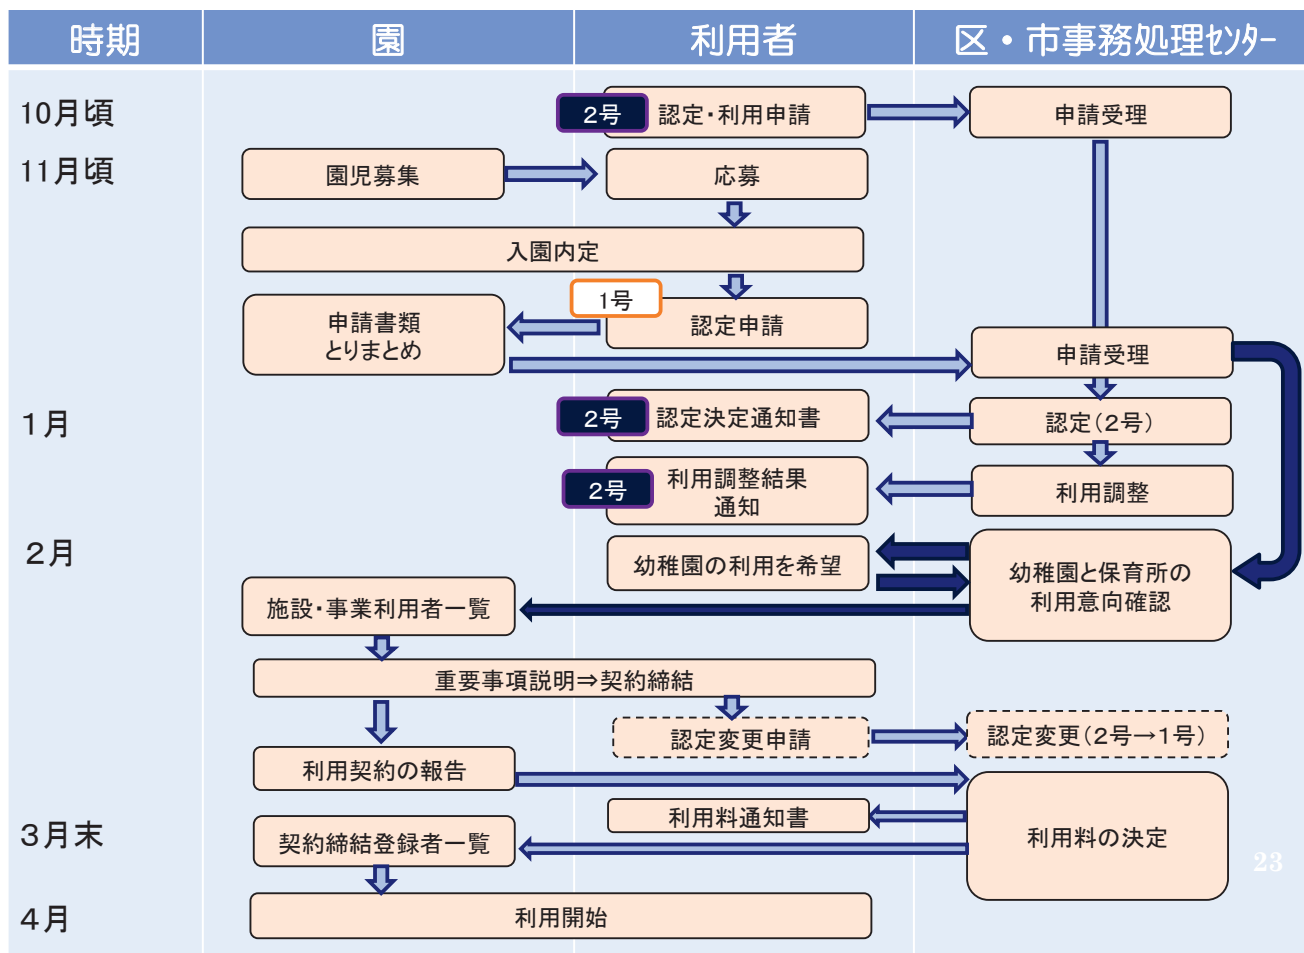 時期
園
利用者
区・市事務処理ｾﾝﾀｰ
10月頃
2号
認定・利用申請
申請受理
11月頃
園児募集
応募
入園内定
1号
申請書類
とりまとめ
認定申請
申請受理
1月
2号
認定決定通知書
認定（2号）
2号
利用調整結果
通知
利用調整
2月
幼稚園の利用を希望
幼稚園と保育所の
利用意向確認
施設・事業利用者一覧
重要事項説明⇒契約締結
認定変更申請
認定変更（2号→1号）
利用契約の報告
利用料通知書
利用料の決定
3月末
契約締結登録者一覧
23
4月
利用開始